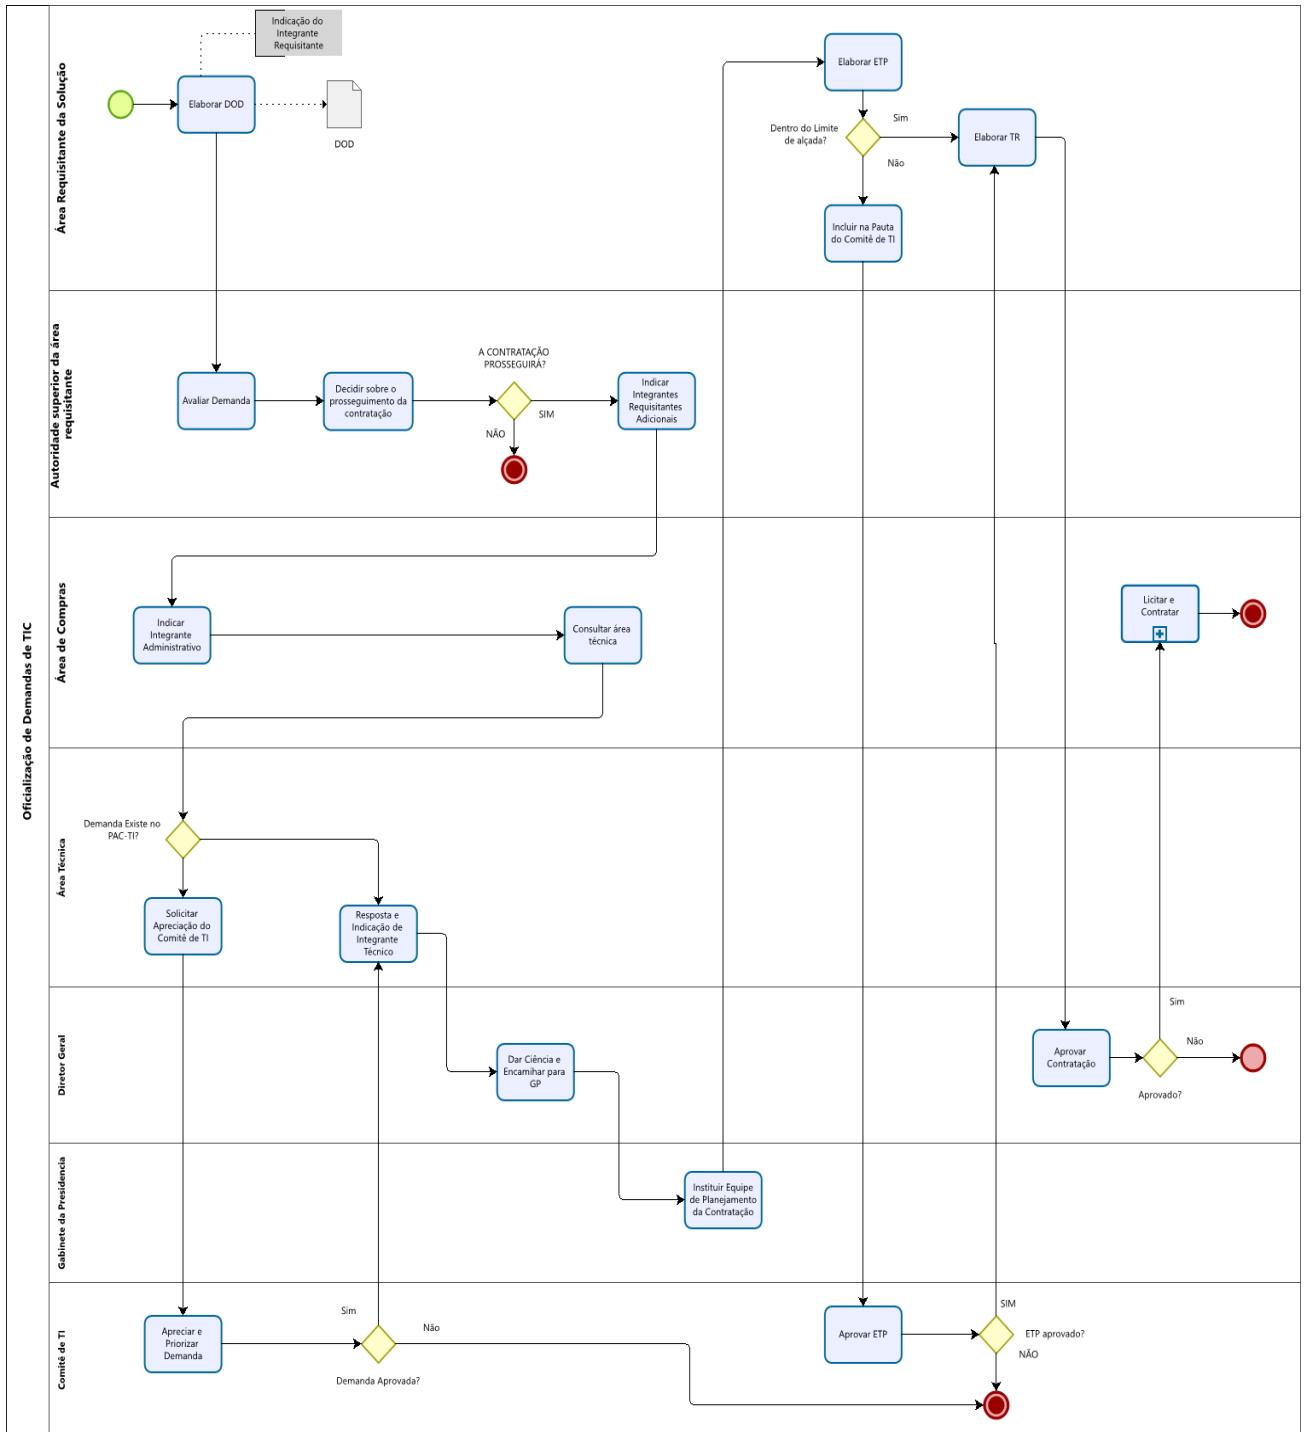 Oficialização de Demandas de TIC
Área Requisitante da Solução
Indicação do
Integrante
Requisitante
Elaborar DOD
DOD
Elaborar ETP
Dentro do Limite
de alçada?
Sim
Não
Elaborar TR
Incluir na Pauta
do Comitê de TI
Autoridade superior da área
requisitante
Avaliar Demanda
Decidir sobre o
prosseguimento da
contratação
A CONTRATAÇÃO
PROSSEGUIRÁ?
SIM
NÃO
Indicar
Integrantes
Requisitantes
Adicionais
Área de Compras
Indicar
Integrante
Administrativo
Consultar área
técnica
Licitar e
Contratar
Área Técnica
Demanda Existe no
PAC-TI?
Solicitar
Apreciação do
Comitê de TI
Resposta e
Indicação de
Integrante
Técnico
Diretor Geral
Dar Ciência e
Encamihar para
GP
Aprovar
Contratação
Sim
Não
Aprovado?
Gabinete da Presidencia
Instituir Equipe
de Planejamento
da Contratação
Comitê de TI
Apreciar e
Priorizar
Demanda
Sim
Não
Demanda Aprovada?
Aprovar ETP
SIM
ETP aprovado?
NÃO